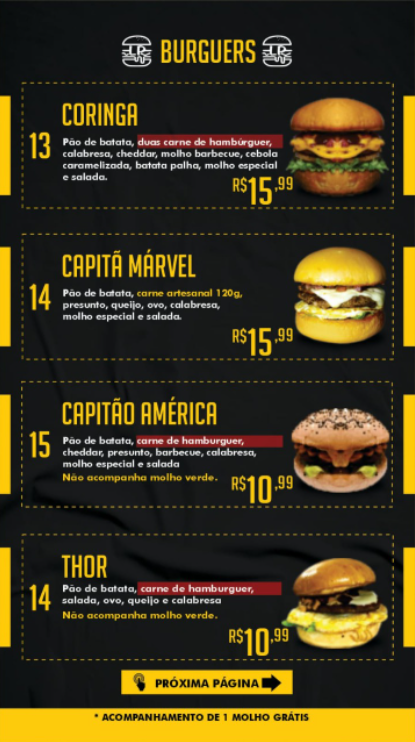 BURGUERS
CORINGA
13
Pão de batata, duas carne de hambúrguer,
calabresa, cheddar, molho barbecue, cebola
caramelizada, batata palha, molho especial
e salada.
R$15,99
CAPITÃ MÁRVEL
14
Pão de batata, carne artesanal 120g,
presunto, queijo, ovo, calabresa,
molho especial e salada.
R$15,99
CAPITÃO AMÉRICA
15
Pão de batata, carne de hamburguer,
cheddar, presunto, barbecue, calabresa,
molho especial e salada
Não acompanha molho verde.
R$10,99
THOR
14
Pão de batata, carne de hamburguer,
salada, ovo, queijo e calabresa
Não acompanha molho verde.
R$10,99
PRÓXIMA PÁGINA
* ACOMPANHAMENTO DE 1 MOLHO GRÁTIS